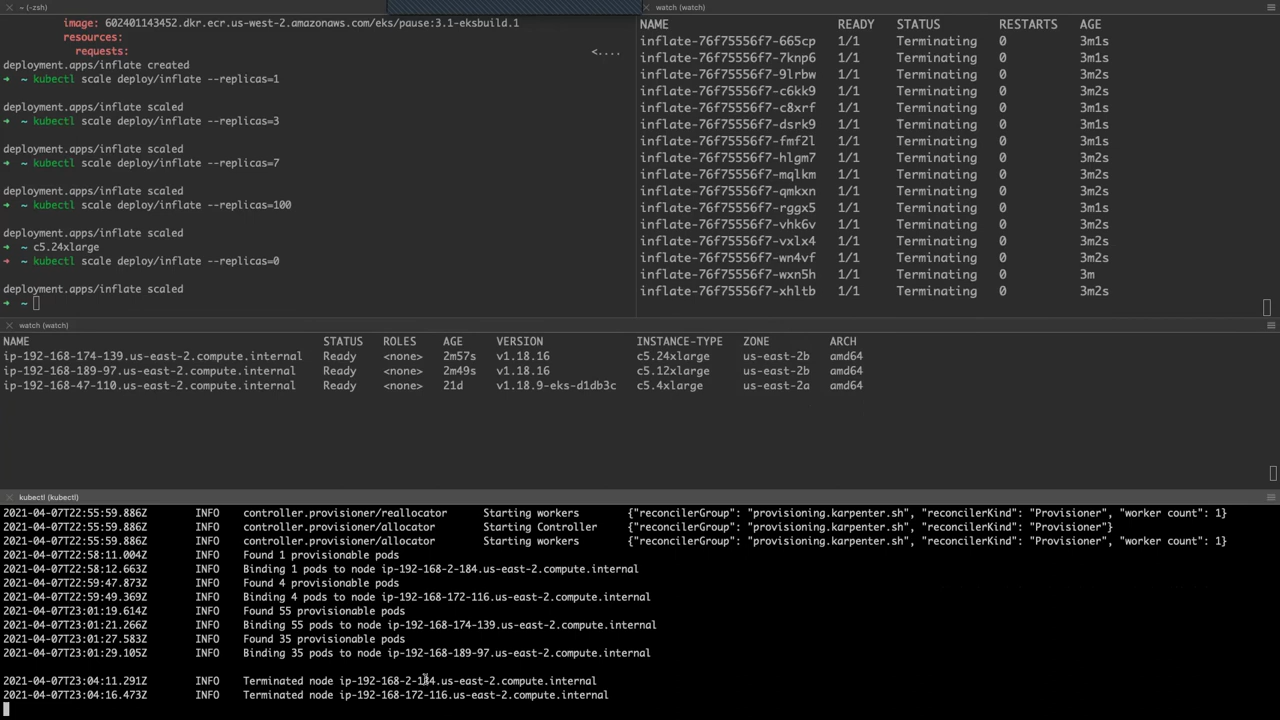 ~ (-zsh)
image: 602401143452.dkr.ecr.us-west-2.amazonaws.com/eks/pause:3.1-eksbuild.1
resources:
requests: <....
deployment.apps/inflate created
➜ ~ kubectl scale deploy/inflate --replicas=1
deployment.apps/inflate scaled
➜ ~ kubectl scale deploy/inflate --replicas=3
deployment.apps/inflate scaled
➜ ~ kubectl scale deploy/inflate --replicas=7
deployment.apps/inflate scaled
➜ ~ kubectl scale deploy/inflate --replicas=100
deployment.apps/inflate scaled
➜ ~ c5.24xlarge
➜ ~ kubectl scale deploy/inflate --replicas=0
deployment.apps/inflate scaled
➜ ~
watch (watch)
NAME READY STATUS RESTARTS AGE
inflate-76f75556f7-665cp 1/1 Terminating 0 3m1s
inflate-76f75556f7-7knp6 1/1 Terminating 0 3m1s
inflate-76f75556f7-9lrbw 1/1 Terminating 0 3m2s
inflate-76f75556f7-c6kk9 1/1 Terminating 0 3m2s
inflate-76f75556f7-c8xrf 1/1 Terminating 0 3m1s
inflate-76f75556f7-dsrk9 1/1 Terminating 0 3m1s
inflate-76f75556f7-fmf2l 1/1 Terminating 0 3m1s
inflate-76f75556f7-hlgm7 1/1 Terminating 0 3m2s
inflate-76f75556f7-mqlkm 1/1 Terminating 0 3m2s
inflate-76f75556f7-qmkxn 1/1 Terminating 0 3m2s
inflate-76f75556f7-rggx5 1/1 Terminating 0 3m1s
inflate-76f75556f7-vhk6v 1/1 Terminating 0 3m2s
inflate-76f75556f7-vxlx4 1/1 Terminating 0 3m2s
inflate-76f75556f7-wn4vf 1/1 Terminating 0 3m2s
inflate-76f75556f7-wxn5h 1/1 Terminating 0 3m
inflate-76f75556f7-xhltb 1/1 Terminating 0 3m2s
watch (watch)
NAME STATUS ROLES AGE VERSION INSTANCE-TYPE ZONE ARCH
ip-192-168-174-139.us-east-2.compute.internal Ready <none> 2m57s v1.18.16 c5.24xlarge us-east-2b amd64
ip-192-168-189-97.us-east-2.compute.internal Ready <none> 2m49s v1.18.16 c5.12xlarge us-east-2b amd64
ip-192-168-47-110.us-east-2.compute.internal Ready <none> 21d v1.18.9-eks-d1db3c c5.4xlarge us-east-2a amd64
kubectl (kubectl)
2021-04-07T22:55:59.886Z INFO controller.provisioner/reallocator Starting workers {"reconcilerGroup": "provisioning.karpenter.sh", "reconcilerKind": "Provisioner", "worker count": 1}
2021-04-07T22:55:59.886Z INFO controller.provisioner/allocator Starting Controller {"reconcilerGroup": "provisioning.karpenter.sh", "reconcilerKind": "Provisioner"}
2021-04-07T22:55:59.886Z INFO controller.provisioner/allocator Starting workers {"reconcilerGroup": "provisioning.karpenter.sh", "reconcilerKind": "Provisioner", "worker count": 1}
2021-04-07T22:58:11.004Z INFO Found 1 provisionable pods
2021-04-07T22:58:12.663Z INFO Binding 1 pods to node ip-192-168-2-184.us-east-2.compute.internal
2021-04-07T22:59:47.873Z INFO Found 4 provisionable pods
2021-04-07T22:59:49.369Z INFO Binding 4 pods to node ip-192-168-172-116.us-east-2.compute.internal
2021-04-07T23:01:19.614Z INFO Found 55 provisionable pods
2021-04-07T23:01:21.266Z INFO Binding 55 pods to node ip-192-168-174-139.us-east-2.compute.internal
2021-04-07T23:01:27.583Z INFO Found 35 provisionable pods
2021-04-07T23:01:29.105Z INFO Binding 35 pods to node ip-192-168-189-97.us-east-2.compute.internal
2021-04-07T23:04:11.291Z INFO Terminated node ip-192-168-2-184.us-east-2.compute.internal
2021-04-07T23:04:16.473Z INFO Terminated node ip-192-168-172-116.us-east-2.compute.internal